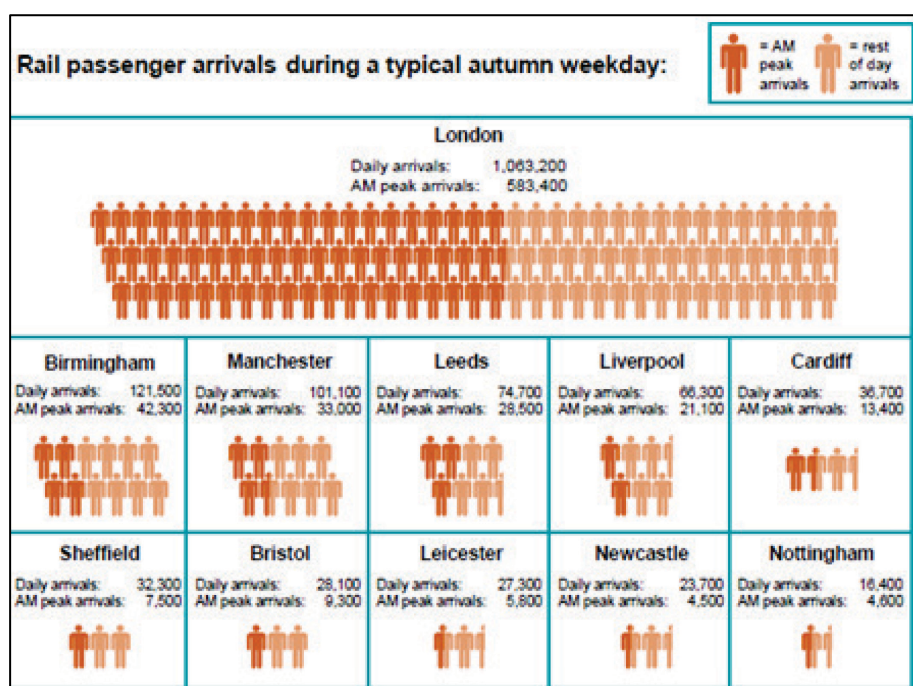 Rail passenger arrivals during a typical autumn weekday:
= AM peak arrivals
= rest of day arrivals
London
Daily arrivals: 1,063,200
AM peak arrivals: 583,400
Birmingham
Daily arrivals: 121,500
AM peak arrivals: 42,300
Manchester
Daily arrivals: 101,100
AM peak arrivals: 33,000
Leeds
Daily arrivals: 74,700
AM peak arrivals: 28,500
Liverpool
Daily arrivals: 66,300
AM peak arrivals: 21,100
Cardiff
Daily arrivals: 36,700
AM peak arrivals: 13,400
Sheffield
Daily arrivals: 32,300
AM peak arrivals: 7,500
Bristol
Daily arrivals: 28,100
AM peak arrivals: 9,300
Leicester
Daily arrivals: 27,300
AM peak arrivals: 5,800
Newcastle
Daily arrivals: 23,700
AM peak arrivals: 4,500
Nottingham
Daily arrivals: 16,400
AM peak arrivals: 4,600